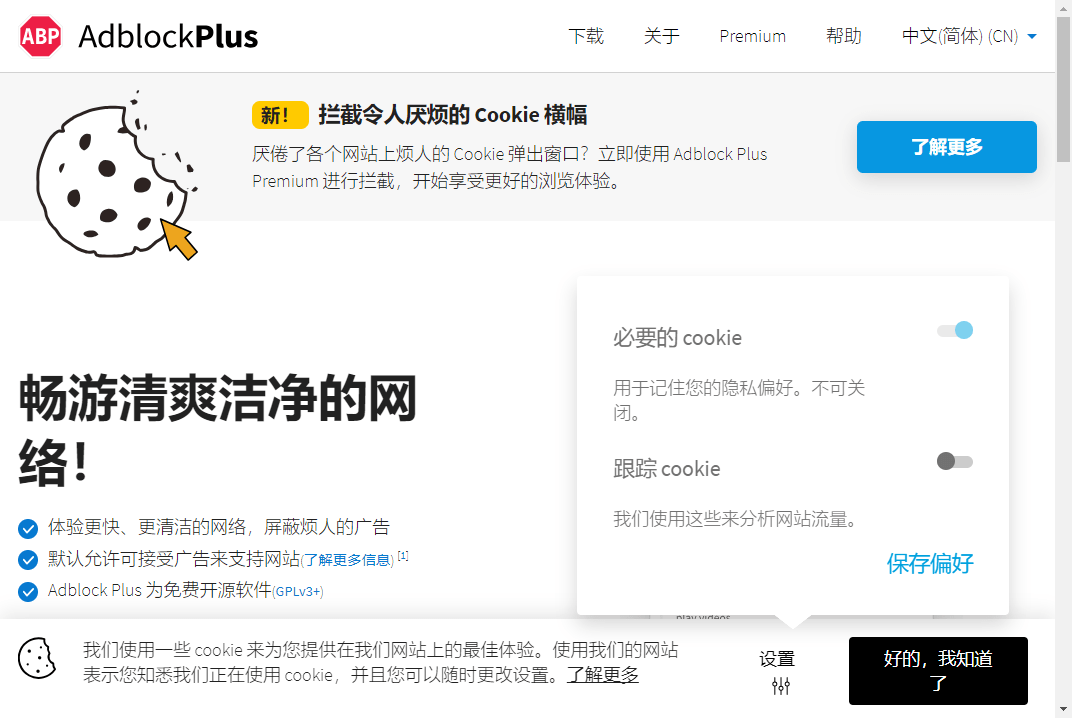 ABP AdblockPlus
下载 关于 Premium 帮助 中文(简体) (CN)
新！ 拦截令人厌烦的 Cookie 横幅
厌倦了各个网站上烦人的 Cookie 弹出窗口？立即使用 Adblock Plus
Premium 进行拦截，开始享受更好的浏览体验。
了解更多
畅游清爽洁净的网
络！
体验更快、更清洁的网络，屏蔽烦人的广告
默认允许可接受广告来支持网站(了解更多信息) [1]
Adblock Plus 为免费开源软件(GPLv3+)
必要的 cookie
用于记住您的隐私偏好。不可关
闭。
跟踪 cookie
我们使用这些来分析网站流量。
保存偏好
play videos
我们使用一些 cookie 来为您提供在我们网站上的最佳体验。使用我们的网站
表示您知悉我们正在使用 cookie，并且您可以随时更改设置。了解更多
设置
好的，我知道
了